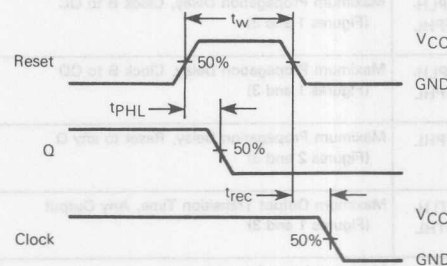 tw
VCC
Reset
50%
GND
tPHL
Q
50%
trec
VCC
Clock
50%
GND